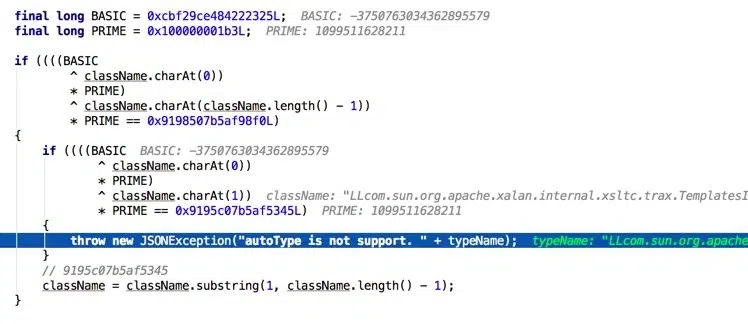 final long BASIC = 0xcbf29ce484222325L;  BASIC: -3750763034362895579
final long PRIME = 0x100000001b3L;  PRIME: 1099511628211
if ((((BASIC
^ className.charAt(0))
* PRIME)
^ className.charAt(className.length() - 1))
* PRIME == 0x9198507b5af98f0L)
{
if ((((BASIC  BASIC: -3750763034362895579
^ className.charAt(0))
* PRIME)
^ className.charAt(1))  className: "LLcom.sun.org.apache.xalan.internal.xsltc.trax.TemplatesI
* PRIME == 0x9195c07b5af5345L)  PRIME: 1099511628211
{
throw new JSONException("autoType is not support. " + typeName);  typeName: "LLcom.sun.org.apache
}
// 9195c07b5af5345
className = className.substring(1, className.length() - 1);
}